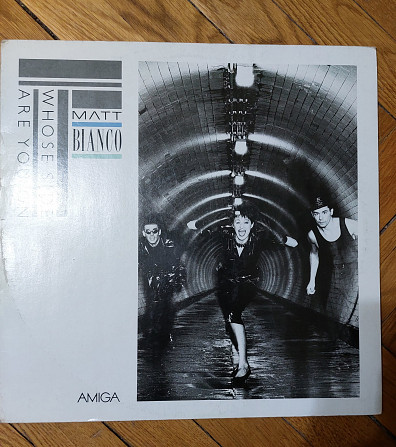 MATT
BIANCO
WHOSE SIDE
ARE YOU ON
AMIGA